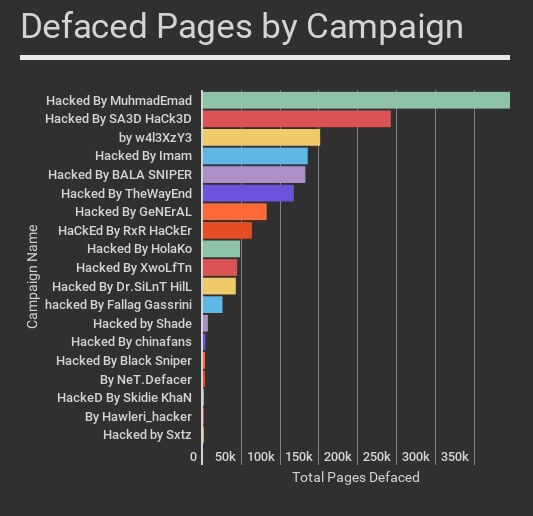 Defaced Pages by Campaign
Hacked By MuhmadEmad
Hacked By SA3D HaCk3D
by w4l3XzY3
Hacked By Imam
Hacked By BALA SNIPER
Hacked By TheWayEnd
Hacked By GeNErAL
HaCkEd By RxR HaCkEr
Hacked By HolaKo
Hacked By XwoLfTn
Hacked By Dr.SiLnT HilL
hacked By Fallag Gassrini
Hacked by Shade
Hacked By chinafans
Hacked By Black Sniper
By NeT.Defacer
HackeD By Skidie KhaN
By Hawleri_hacker
Hacked by Sxtz
Campaign Name
0 50k 100k 150k 200k 250k 300k 350k
Total Pages Defaced